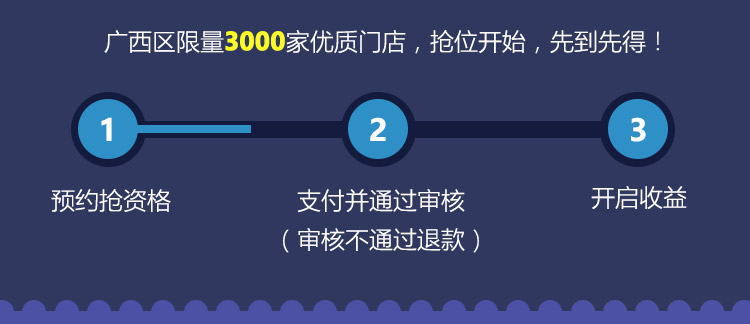 广西区限量3000家优质门店，抢位开始，先到先得！
1
2
3
预约抢资格
支付并通过审核
（审核不通过退款）
开启收益